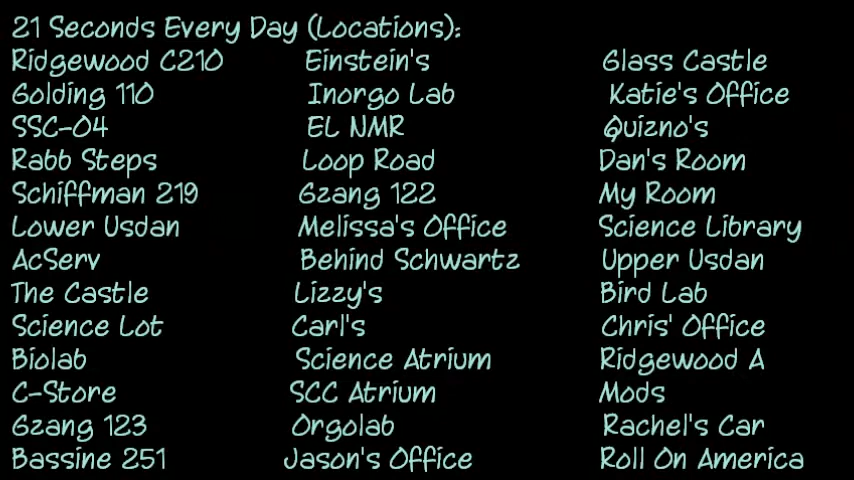 21 Seconds Every Day (Locations):
Ridgewood C210
Golding 110
SSC-04
Rabb Steps
Schiffman 219
Lower Usdan
AcServ
The Castle
Science Lot
Biolab
C-Store
Gzang 123
Bassine 251
Einstein's
Inorgo Lab
EL NMR
Loop Road
Gzang 122
Melissa's Office
Behind Schwartz
Lizzy's
Carl's
Science Atrium
SCC Atrium
Orgolab
Jason's Office
Glass Castle
Katie's Office
Quizno's
Dan's Room
My Room
Science Library
Upper Usdan
Bird Lab
Chris' Office
Ridgewood A
Mods
Rachel's Car
Roll On America